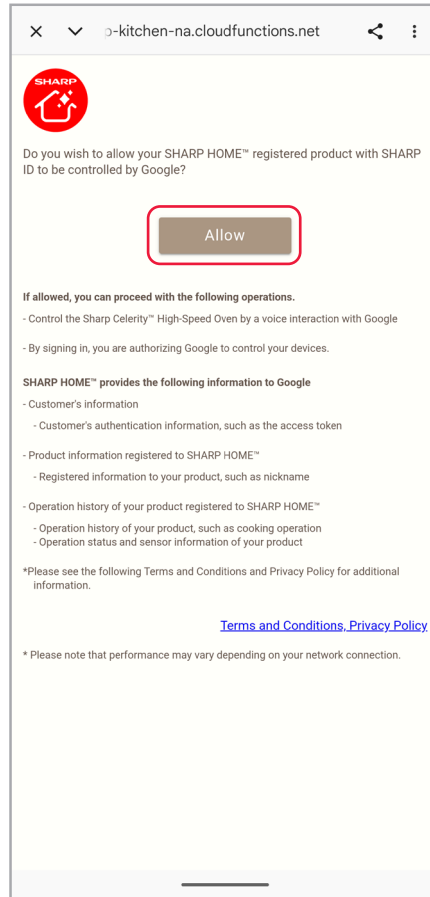 -kitchen-na.cloudfunctions.net
SHARP
Do you wish to allow your SHARP HOME™ registered product with SHARP
ID to be controlled by Google?
Allow
If allowed, you can proceed with the following operations.
- Control the Sharp Celerity™ High-Speed Oven by a voice interaction with Google
- By signing in, you are authorizing Google to control your devices.
SHARP HOME™ provides the following information to Google
- Customer's information
- Customer's authentication information, such as the access token
- Product information registered to SHARP HOME™
- Registered information to your product, such as nickname
- Operation history of your product registered to SHARP HOME™
- Operation history of your product, such as cooking operation
- Operation status and sensor information of your product
*Please see the following Terms and Conditions and Privacy Policy for additional
information.
Terms and Conditions, Privacy Policy
* Please note that performance may vary depending on your network connection.